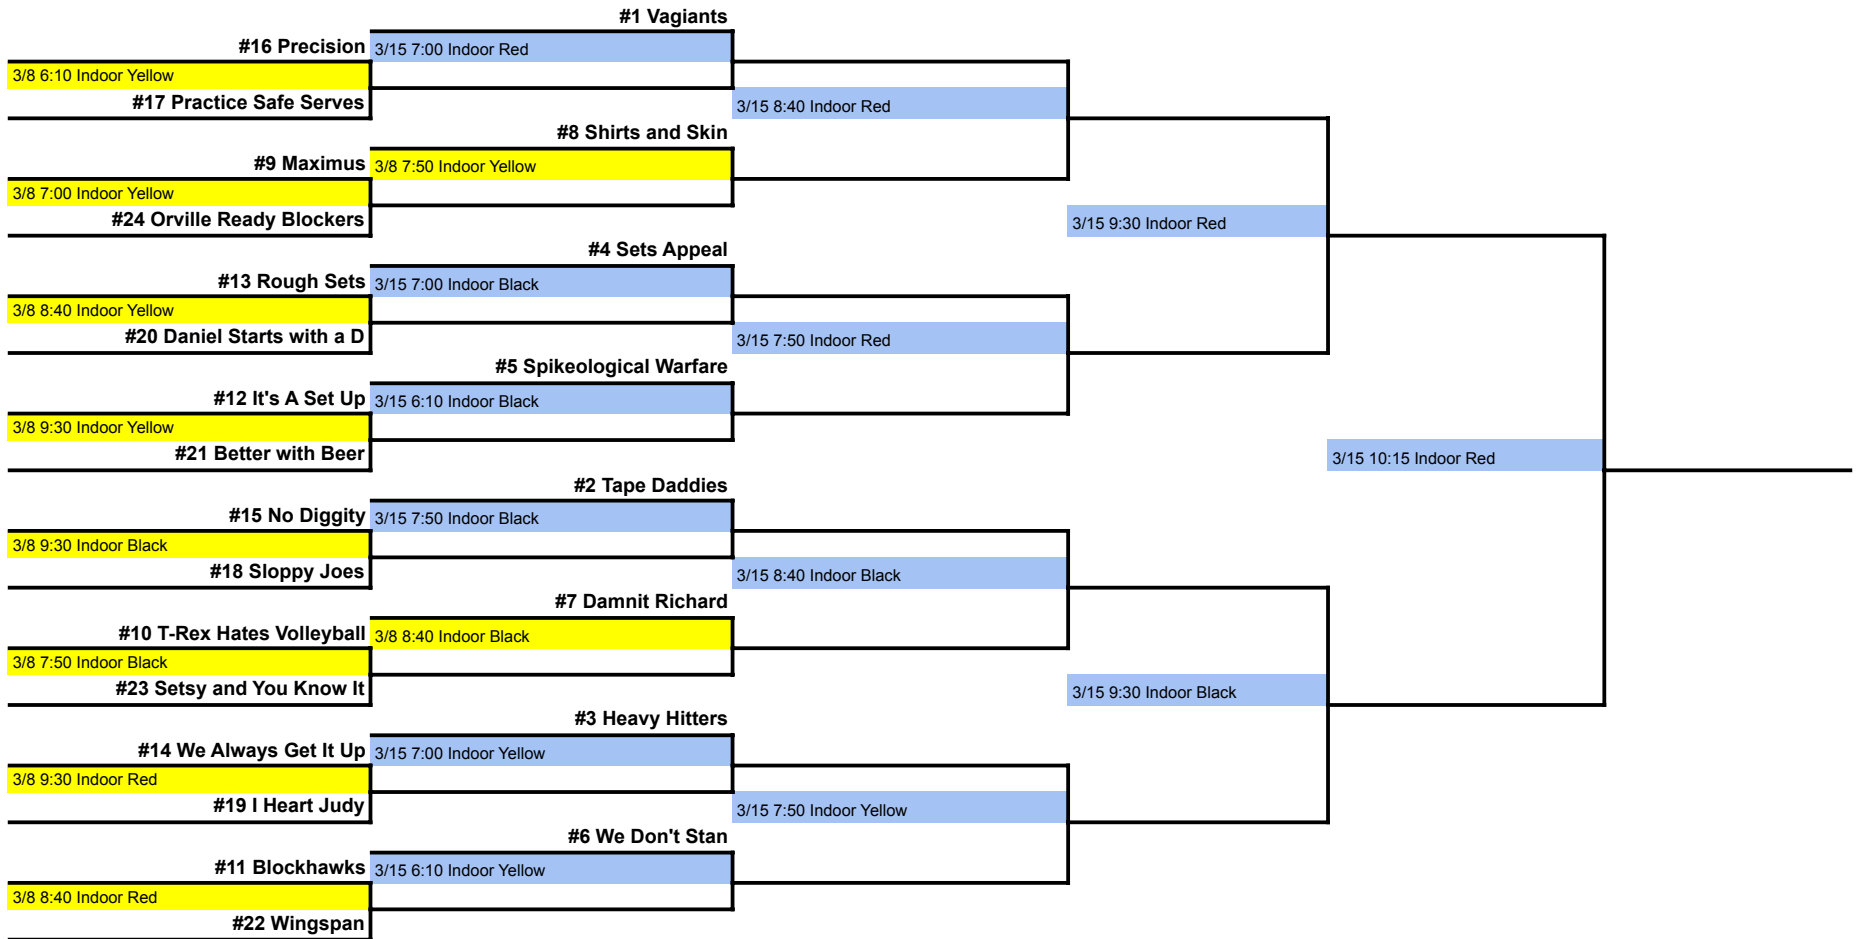 #1 Vagiants
#16 Precision
3/15 7:00 Indoor Red
3/8 6:10 Indoor Yellow
#17 Practice Safe Serves
3/15 8:40 Indoor Red
#8 Shirts and Skin
#9 Maximus
3/8 7:50 Indoor Yellow
3/8 7:00 Indoor Yellow
#24 Orville Ready Blockers
3/15 9:30 Indoor Red
#4 Sets Appeal
#13 Rough Sets
3/15 7:00 Indoor Black
3/8 8:40 Indoor Yellow
#20 Daniel Starts with a D
3/15 7:50 Indoor Red
#5 Spikeological Warfare
#12 It's A Set Up
3/15 6:10 Indoor Black
3/8 9:30 Indoor Yellow
#21 Better with Beer
3/15 10:15 Indoor Red
#2 Tape Daddies
#15 No Diggity
3/15 7:50 Indoor Black
3/8 9:30 Indoor Black
#18 Sloppy Joes
3/15 8:40 Indoor Black
#7 Damnit Richard
#10 T-Rex Hates Volleyball
3/8 8:40 Indoor Black
3/8 7:50 Indoor Black
#23 Setsy and You Know It
3/15 9:30 Indoor Black
#3 Heavy Hitters
#14 We Always Get It Up
3/15 7:00 Indoor Yellow
3/8 9:30 Indoor Red
#19 I Heart Judy
3/15 7:50 Indoor Yellow
#6 We Don't Stan
#11 Blockhawks
3/15 6:10 Indoor Yellow
3/8 8:40 Indoor Red
#22 Wingspan